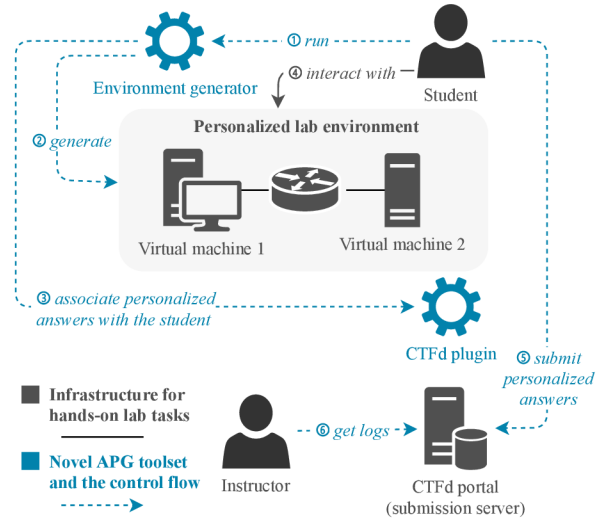 ① run
④ interact with
Environment generator
Student
Personalized lab environment
② generate
Virtual machine 1
Virtual machine 2
③ associate personalized
answers with the student
CTFd plugin
⑤ submit
personalized
answers
Infrastructure for
hands-on lab tasks
Novel APG toolset
and the control flow
Instructor
⑥ get logs
CTFd portal
(submission server)